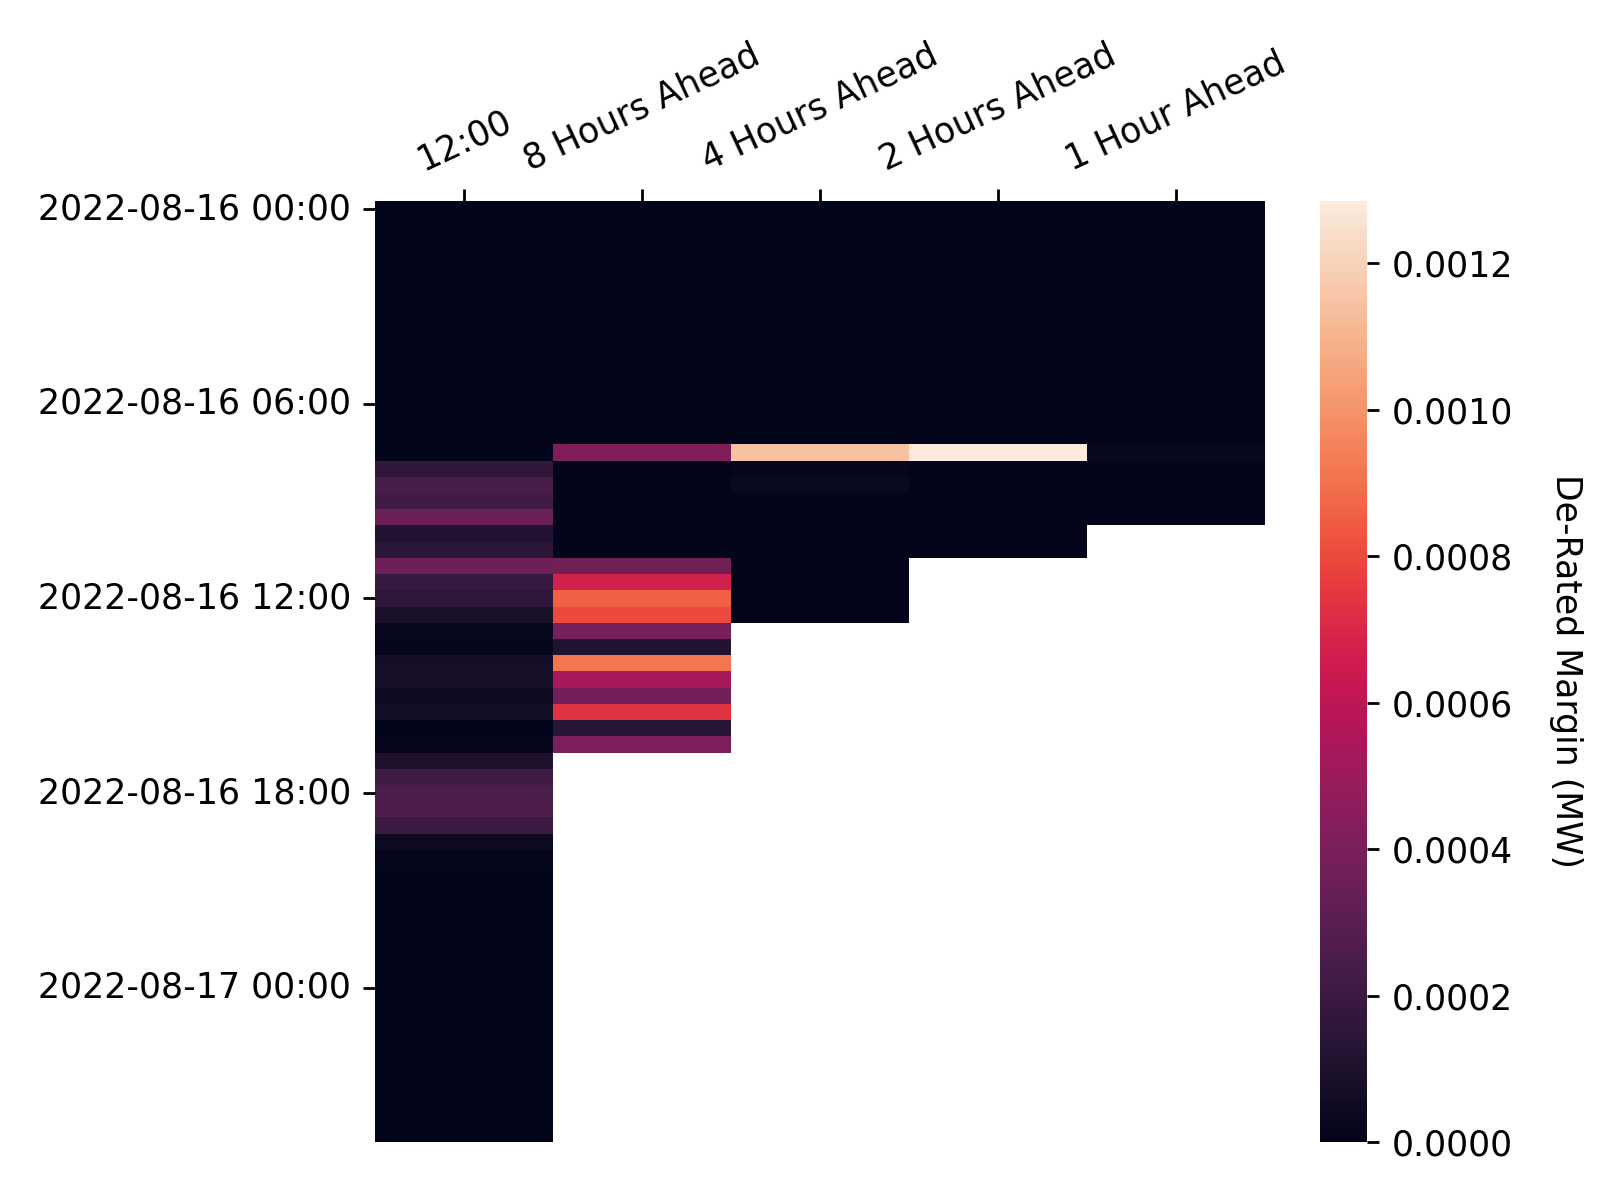 12:00
8 Hours Ahead
4 Hours Ahead
2 Hours Ahead
1 Hour Ahead
2022-08-16 00:00
2022-08-16 06:00
2022-08-16 12:00
2022-08-16 18:00
2022-08-17 00:00
0.0012
0.0010
0.0008
0.0006
0.0004
0.0002
0.0000
De-Rated Margin (MW)